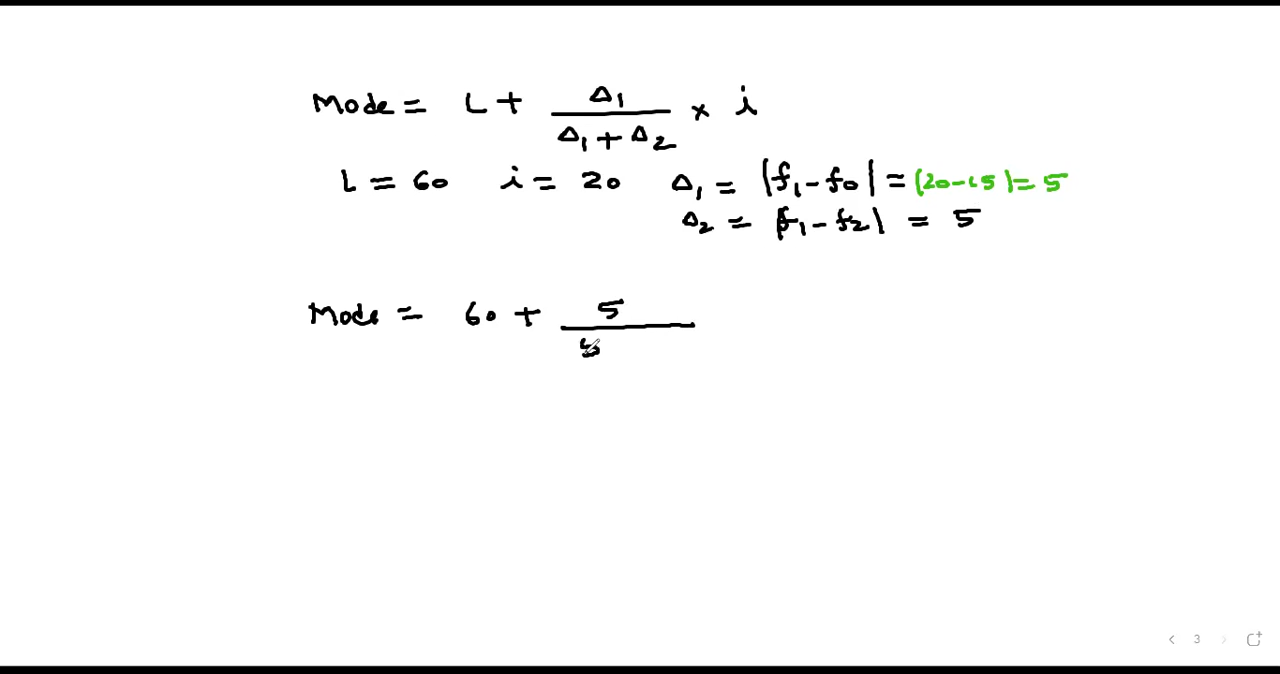 Mode = L + Δ₁ / (Δ₁ + Δ₂) × i
L = 60 i = 20 Δ₁ = |f₁ - f₀| = (20-15) = 5
Δ₂ = |f₁ - f₂| = 5
Mode = 60 + 5 / 5
3